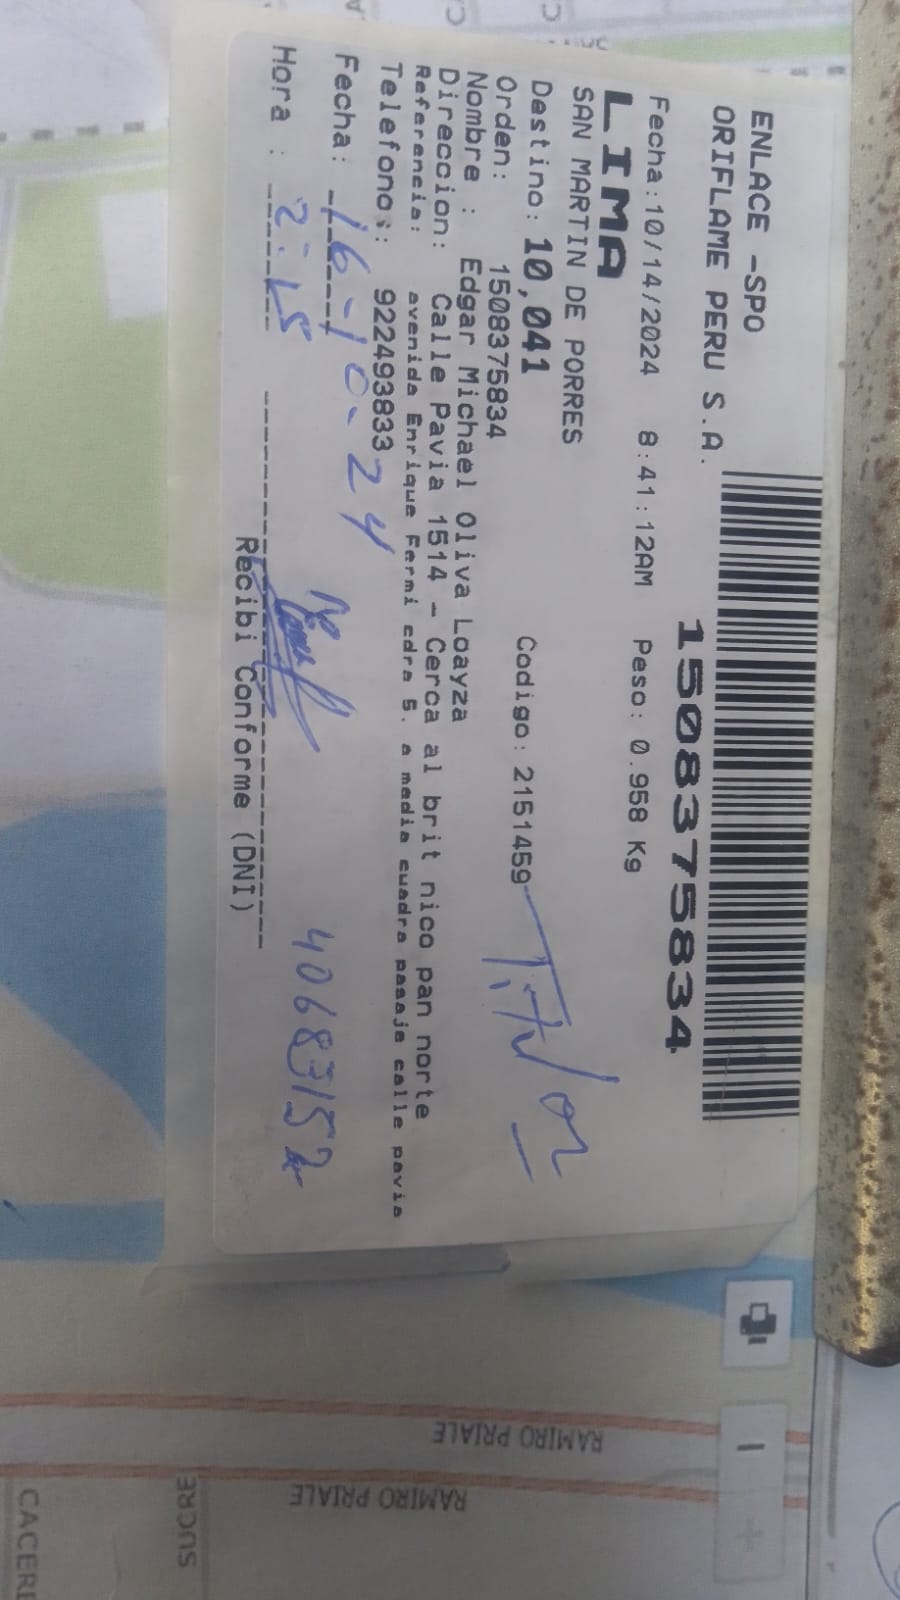 ENLACE -SPO
ORIFLAME PERU S.A.
1508375834
Fecha:10/14/2024 8:41:12AM Peso: 0.958 Kg
LIMA
SAN MARTIN DE PORRES
Destino: 10,041
Orden: 1508375834 Codigo: 2151459
Titular
Nombre : Edgar Michael Oliva Loayza
Direccion: Calle Pavia 1514 - Cerca al brit nico pan norte
Referencia: avenida Enrique Fermi cdra 5. a media cuadra pasaje calle pavia
Telefono : 922493833
Fecha: 16-10-24
Hora : 2:15
Recibi Conforme (DNI)
RAMIRO PRIALE
RAMIRO PRIALE
SUCRE